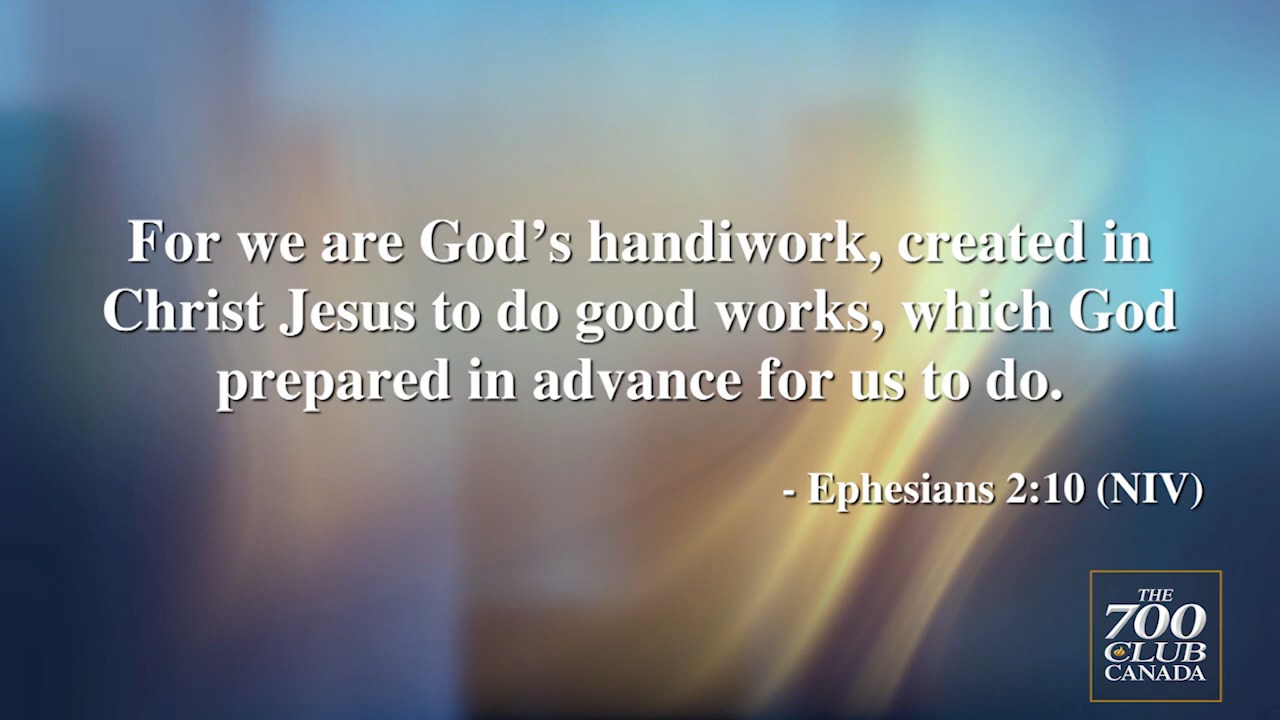 For we are God’s handiwork, created in
Christ Jesus to do good works, which God
prepared in advance for us to do.
- Ephesians 2:10 (NIV)
THE
700
CLUB
CANADA